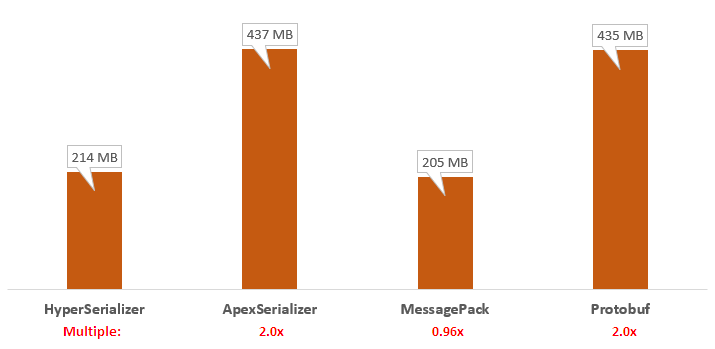 437 MB
435 MB
214 MB
205 MB
HyperSerializer ApexSerializer MessagePack Protobuf
Multiple: 2.0x 0.96x 2.0x